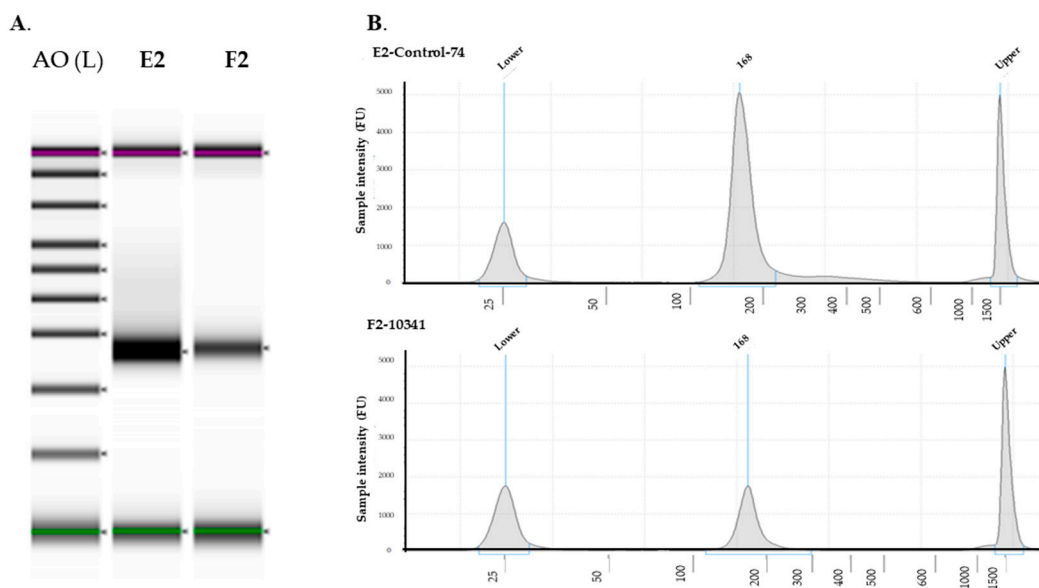 A.
AO (L) E2 F2
B.
E2-Control-74
Lower 168 Upper
Sample intensity (FU)
5000
4000
3000
2000
1000
0
25 50 100 200 300 400 500 600 1000 1500
F2-10341
Lower 168 Upper
Sample intensity (FU)
5000
4000
3000
2000
1000
0
25 50 100 200 300 400 500 600 1000 1500